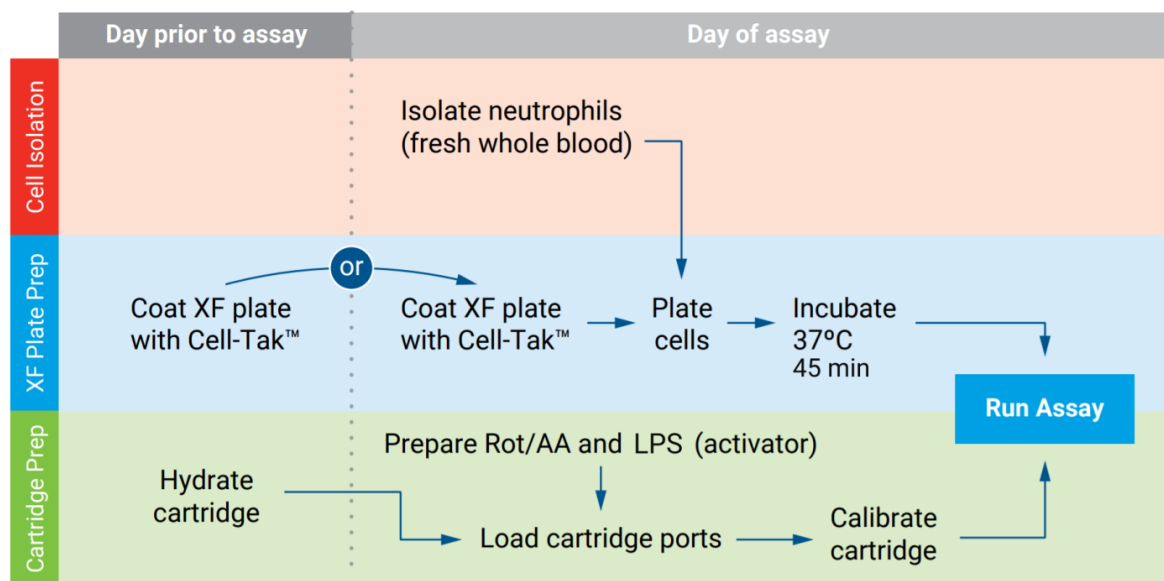 Day prior to assay
Day of assay
Cell Isolation
Isolate neutrophils
(fresh whole blood)
XF Plate Prep
or
Coat XF plate
with Cell-Tak™
Coat XF plate
with Cell-Tak™
Plate
cells
Incubate
37ºC
45 min
Run Assay
Cartridge Prep
Prepare Rot/AA and LPS (activator)
Hydrate
cartridge
Load cartridge ports
Calibrate
cartridge